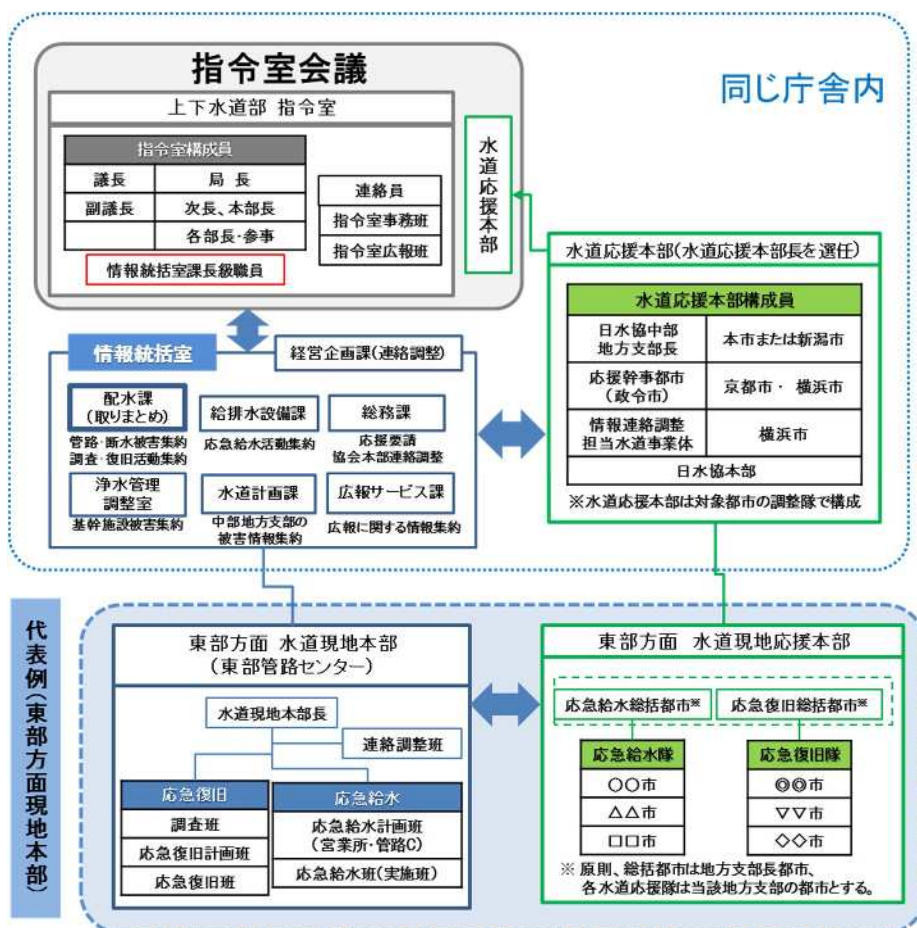 指令室会議
同じ庁舎内
上下水道部 指令室
指令室構成員
議長
局 長
副議長
次長、本部長
各部長・参事
情報統括室課長級職員
連絡員
指令室事務班
指令室広報班
水道応援本部
水道応援本部(水道応援本部長を選任)
水道応援本部構成員
日水協中部
地方支部長
本市または新潟市
応援幹事都市
(政令市)
京都市・ 横浜市
情報連絡調整
担当水道事業体
横浜市
日水協本部
※水道応援本部は対象都市の調整隊で構成
情報統括室
経営企画課(連絡調整)
配水課
(取りまとめ)
管路・断水被害集約
調査・復旧活動集約
給排水設備課
応急給水活動集約
総務課
応援要請
協会本部連絡調整
浄水管理
調整室
基幹施設被害集約
水道計画課
中部地方支部の
被害情報集約
広報サービス課
広報に関する情報集約
代表例(東部方面現地本部)
東部方面 水道現地本部
(東部管路センター)
水道現地本部長
連絡調整班
応急復旧
調査班
応急復旧計画班
応急復旧班
応急給水
応急給水計画班
(営業所・管路C)
応急給水班(実施班)
東部方面 水道現地応援本部
応急給水総括都市※
応急復旧総括都市※
応急給水隊
○○市
△△市
□□市
応急復旧隊
◎◎市
▽▽市
◇◇市
※ 原則、総括都市は地方支部長都市、
各水道応援隊は当該地方支部の都市とする。